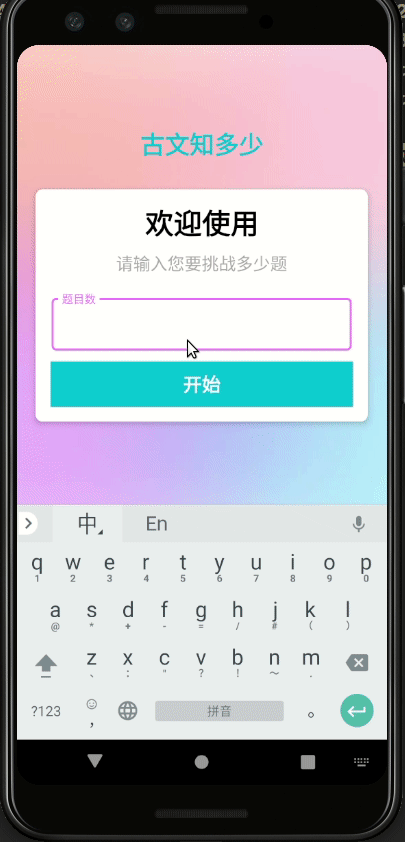 古文知多少
欢迎使用
请输入您要挑战多少题
题目数
开始
中 En
q w e r t y u i o p
1 2 3 4 5 6 7 8 9 0
a s d f g h j k l
@ * + - = / # ( )
z x c v b n m
、 : " ? ! ~ .
?123 , 拼音 。